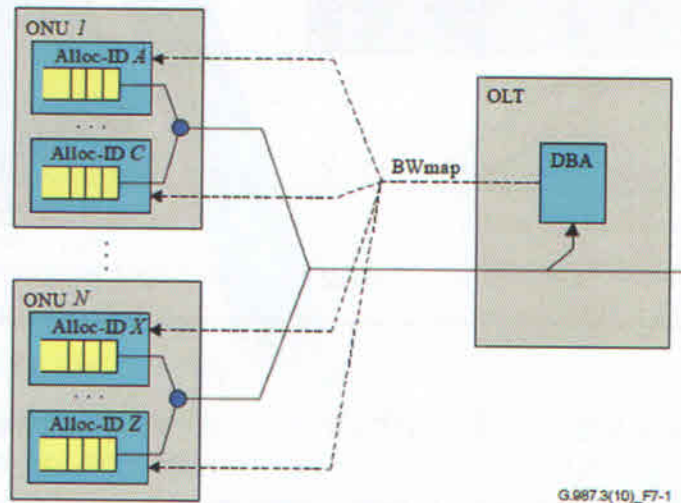 ONU 1
Alloc-ID A
. . .
Alloc-ID C
ONU N
Alloc-ID X
. . .
Alloc-ID Z
BWmap
OLT
DBA
G.987.3(10)_F7-1